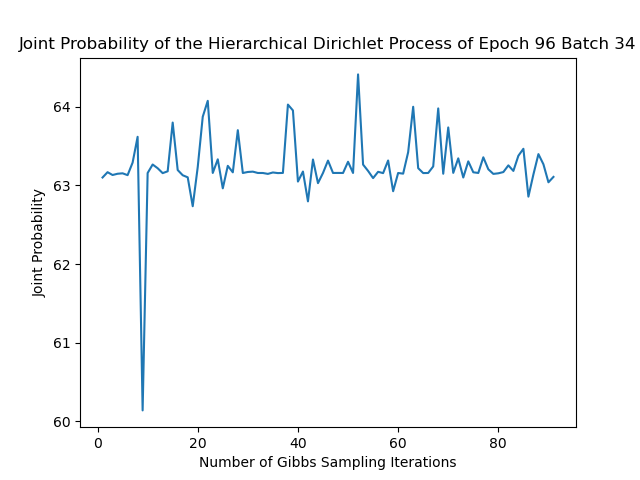 Joint Probability of the Hierarchical Dirichlet Process of Epoch 96 Batch 34
64
63
62
61
60
Joint Probability
0 20 40 60 80
Number of Gibbs Sampling Iterations